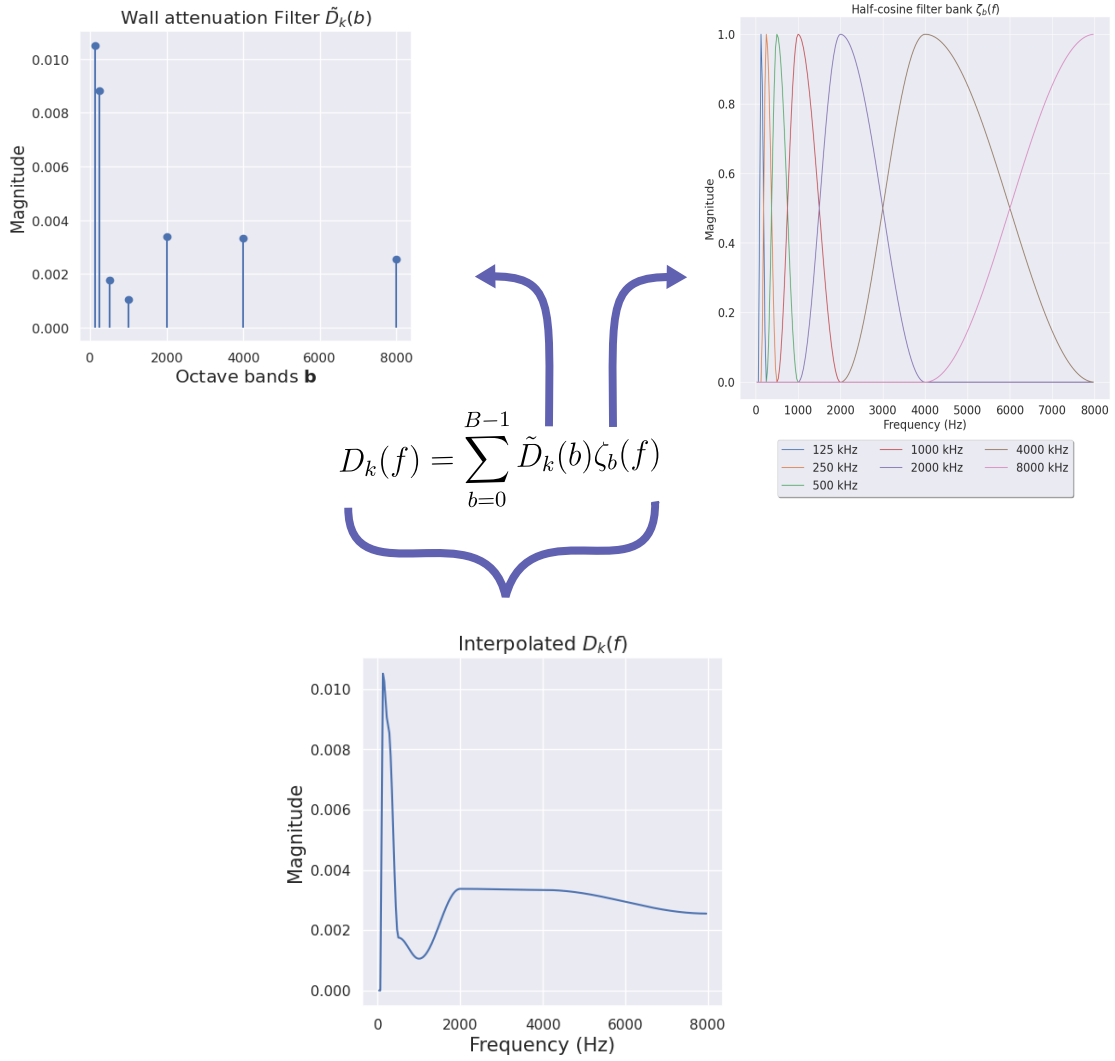 Wall attenuation Filter D̃ₖ(b)
Magnitude
0.010
0.008
0.006
0.004
0.002
0.000
0 2000 4000 6000 8000
Octave bands b
Half-cosine filter bank ζ_b(f)
Magnitude
1.0
0.8
0.6
0.4
0.2
0.0
0 1000 2000 3000 4000 5000 6000 7000 8000
Frequency (Hz)
125 kHz 1000 kHz 4000 kHz
250 kHz 2000 kHz 8000 kHz
500 kHz
B−1
Dₖ(f) = ∑ D̃ₖ(b)ζ_b(f)
b=0
Interpolated Dₖ(f)
Magnitude
0.010
0.008
0.006
0.004
0.002
0.000
0 2000 4000 6000 8000
Frequency (Hz)